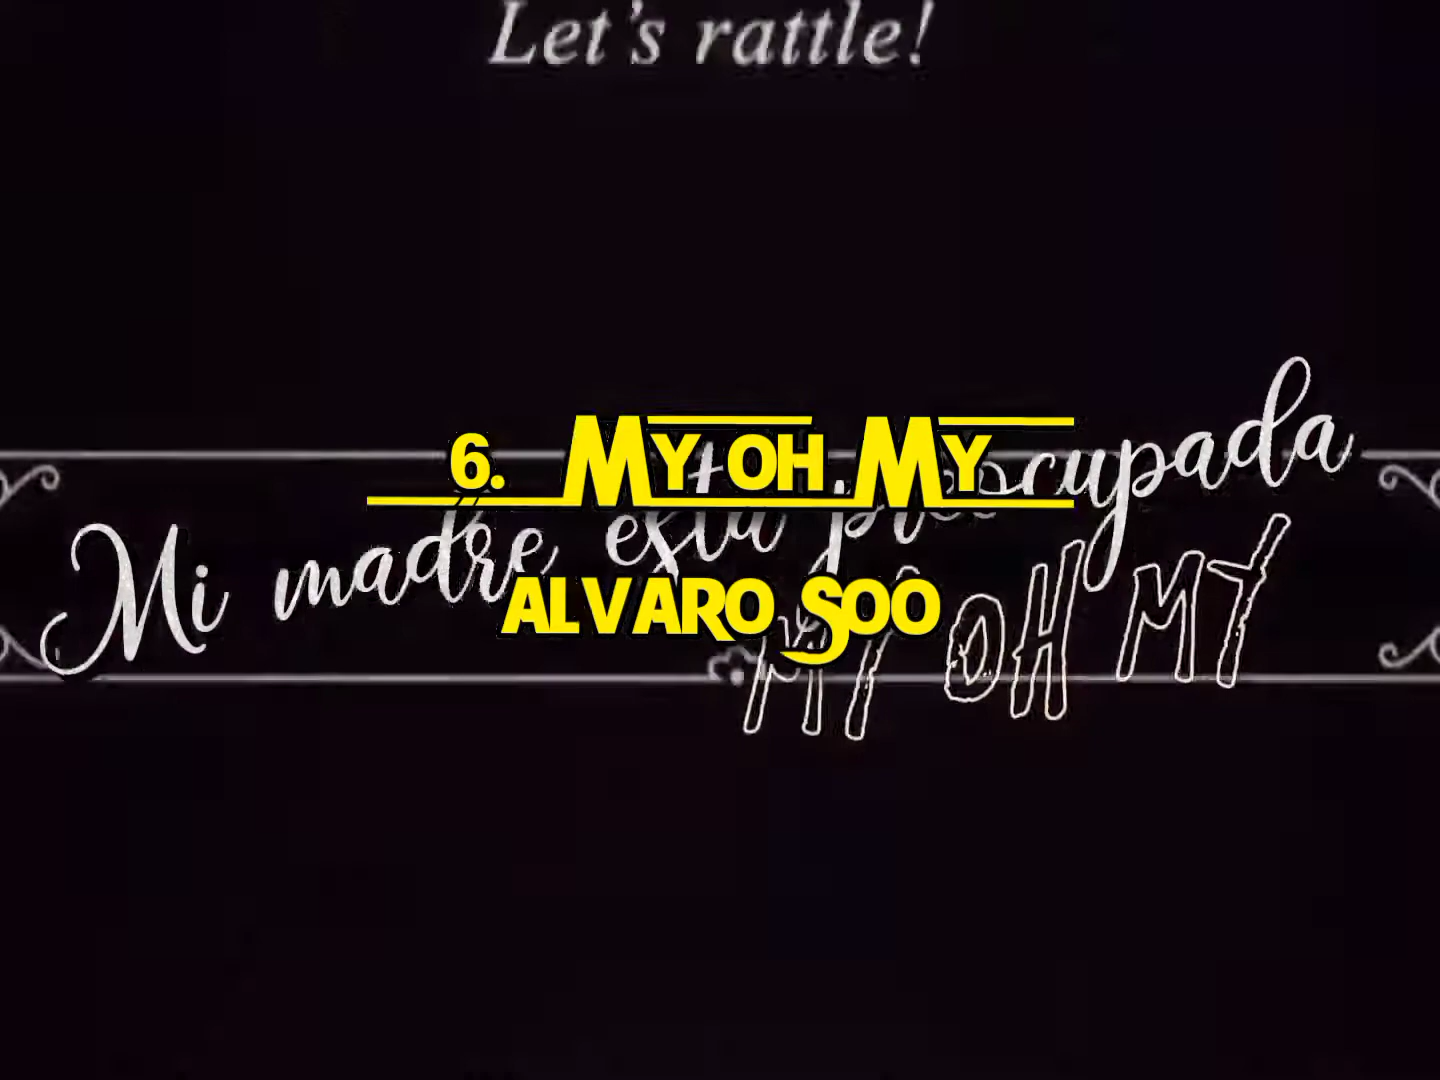 Let's rattle!
6. My oh My
Mi madre está preocupada
ALVARO SOO
MY OH MY